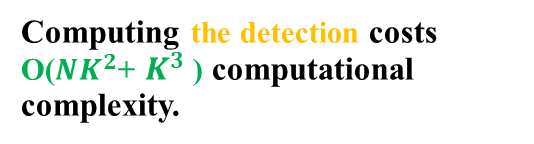 Computing the detection costs
O(NK²+ K³ ) computational
complexity.